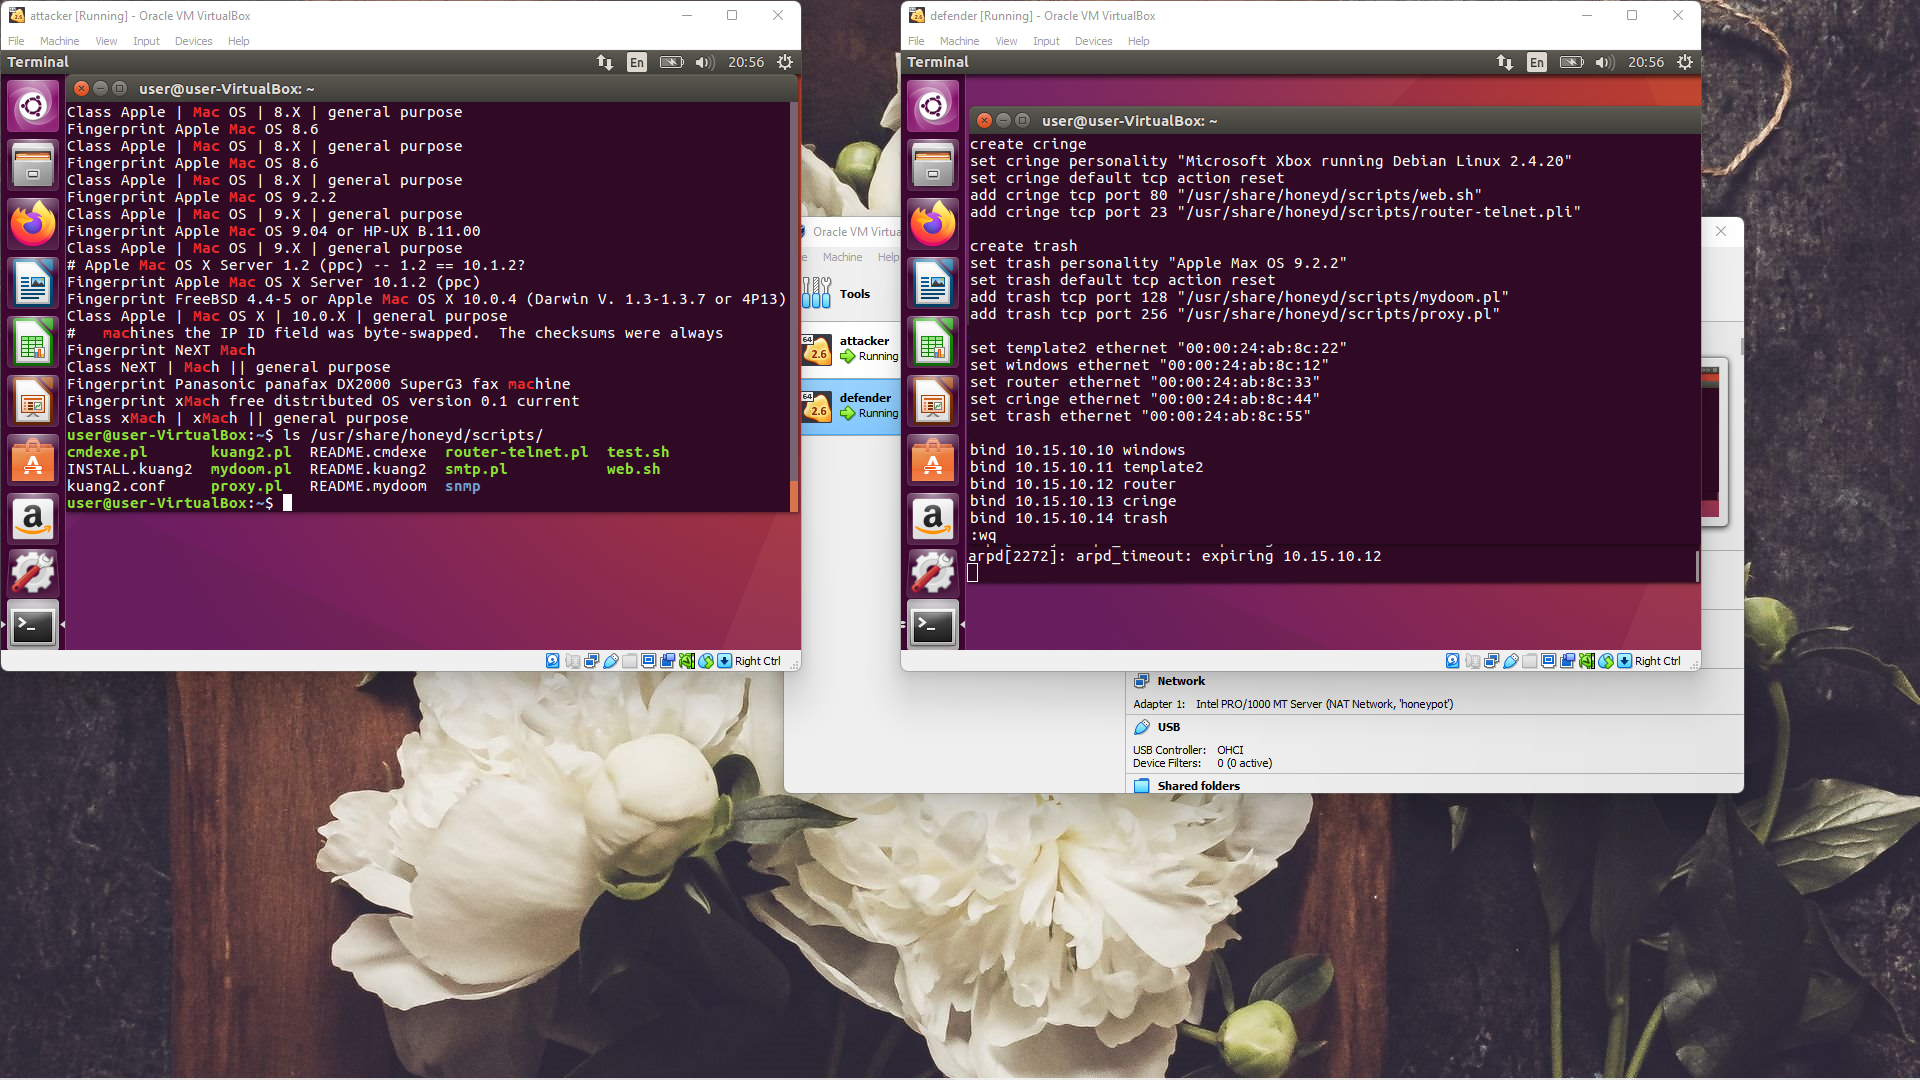 attacker [Running] - Oracle VM VirtualBox
File Machine View Input Devices Help
Terminal
En
20:56
user@user-VirtualBox: ~
Class Apple | Mac OS | 8.X | general purpose
Fingerprint Apple Mac OS 8.6
Class Apple | Mac OS | 8.X | general purpose
Fingerprint Apple Mac OS 8.6
Class Apple | Mac OS | 8.X | general purpose
Fingerprint Apple Mac OS 9.2.2
Class Apple | Mac OS | 9.X | general purpose
Fingerprint Apple Mac OS 9.04 or HP-UX B.11.00
Class Apple | Mac OS | 9.X | general purpose
# Apple Mac OS X Server 1.2 (ppc) -- 1.2 == 10.1.2?
Fingerprint Apple Mac OS X Server 10.1.2 (ppc)
Fingerprint FreeBSD 4.4-5 or Apple Mac OS X 10.0.4 (Darwin V. 1.3-1.3.7 or 4P13)
Class Apple | Mac OS X | 10.0.X | general purpose
#   machines the IP ID field was byte-swapped.  The checksums were always
Fingerprint NeXT Mach
Class NeXT | Mach || general purpose
Fingerprint Panasonic panafax DX2000 SuperG3 fax machine
Fingerprint xMach free distributed OS version 0.1 current
Class xMach | xMach || general purpose
user@user-VirtualBox:~$ ls /usr/share/honeyd/scripts/
cmdexe.pl kuang2.pl README.cmdexe router-telnet.pl test.sh
INSTALL.kuang2 mydoom.pl README.kuang2 smtp.pl web.sh
kuang2.conf proxy.pl README.mydoom snmp
user@user-VirtualBox:~$
Right Ctrl
defender [Running] - Oracle VM VirtualBox
File Machine View Input Devices Help
Terminal
En
20:56
user@user-VirtualBox: ~
create cringe
set cringe personality "Microsoft Xbox running Debian Linux 2.4.20"
set cringe default tcp action reset
add cringe tcp port 80 "/usr/share/honeyd/scripts/web.sh"
add cringe tcp port 23 "/usr/share/honeyd/scripts/router-telnet.pli"
create trash
set trash personality "Apple Max OS 9.2.2"
set trash default tcp action reset
add trash tcp port 128 "/usr/share/honeyd/scripts/mydoom.pl"
add trash tcp port 256 "/usr/share/honeyd/scripts/proxy.pl"
set template2 ethernet "00:00:24:ab:8c:22"
set windows ethernet "00:00:24:ab:8c:12"
set router ethernet "00:00:24:ab:8c:33"
set cringe ethernet "00:00:24:ab:8c:44"
set trash ethernet "00:00:24:ab:8c:55"
bind 10.15.10.10 windows
bind 10.15.10.11 template2
bind 10.15.10.12 router
bind 10.15.10.13 cringe
bind 10.15.10.14 trash
:wq
arpd[2272]: arpd_timeout: expiring 10.15.10.12
Right Ctrl
Oracle VM Virtua
e Machine Help
Tools
64 2.6 attacker
Running
64 2.6 defender
Running
Network
Adapter 1: Intel PRO/1000 MT Server (NAT Network, 'honeypot')
USB
USB Controller: OHCI
Device Filters: 0 (0 active)
Shared folders